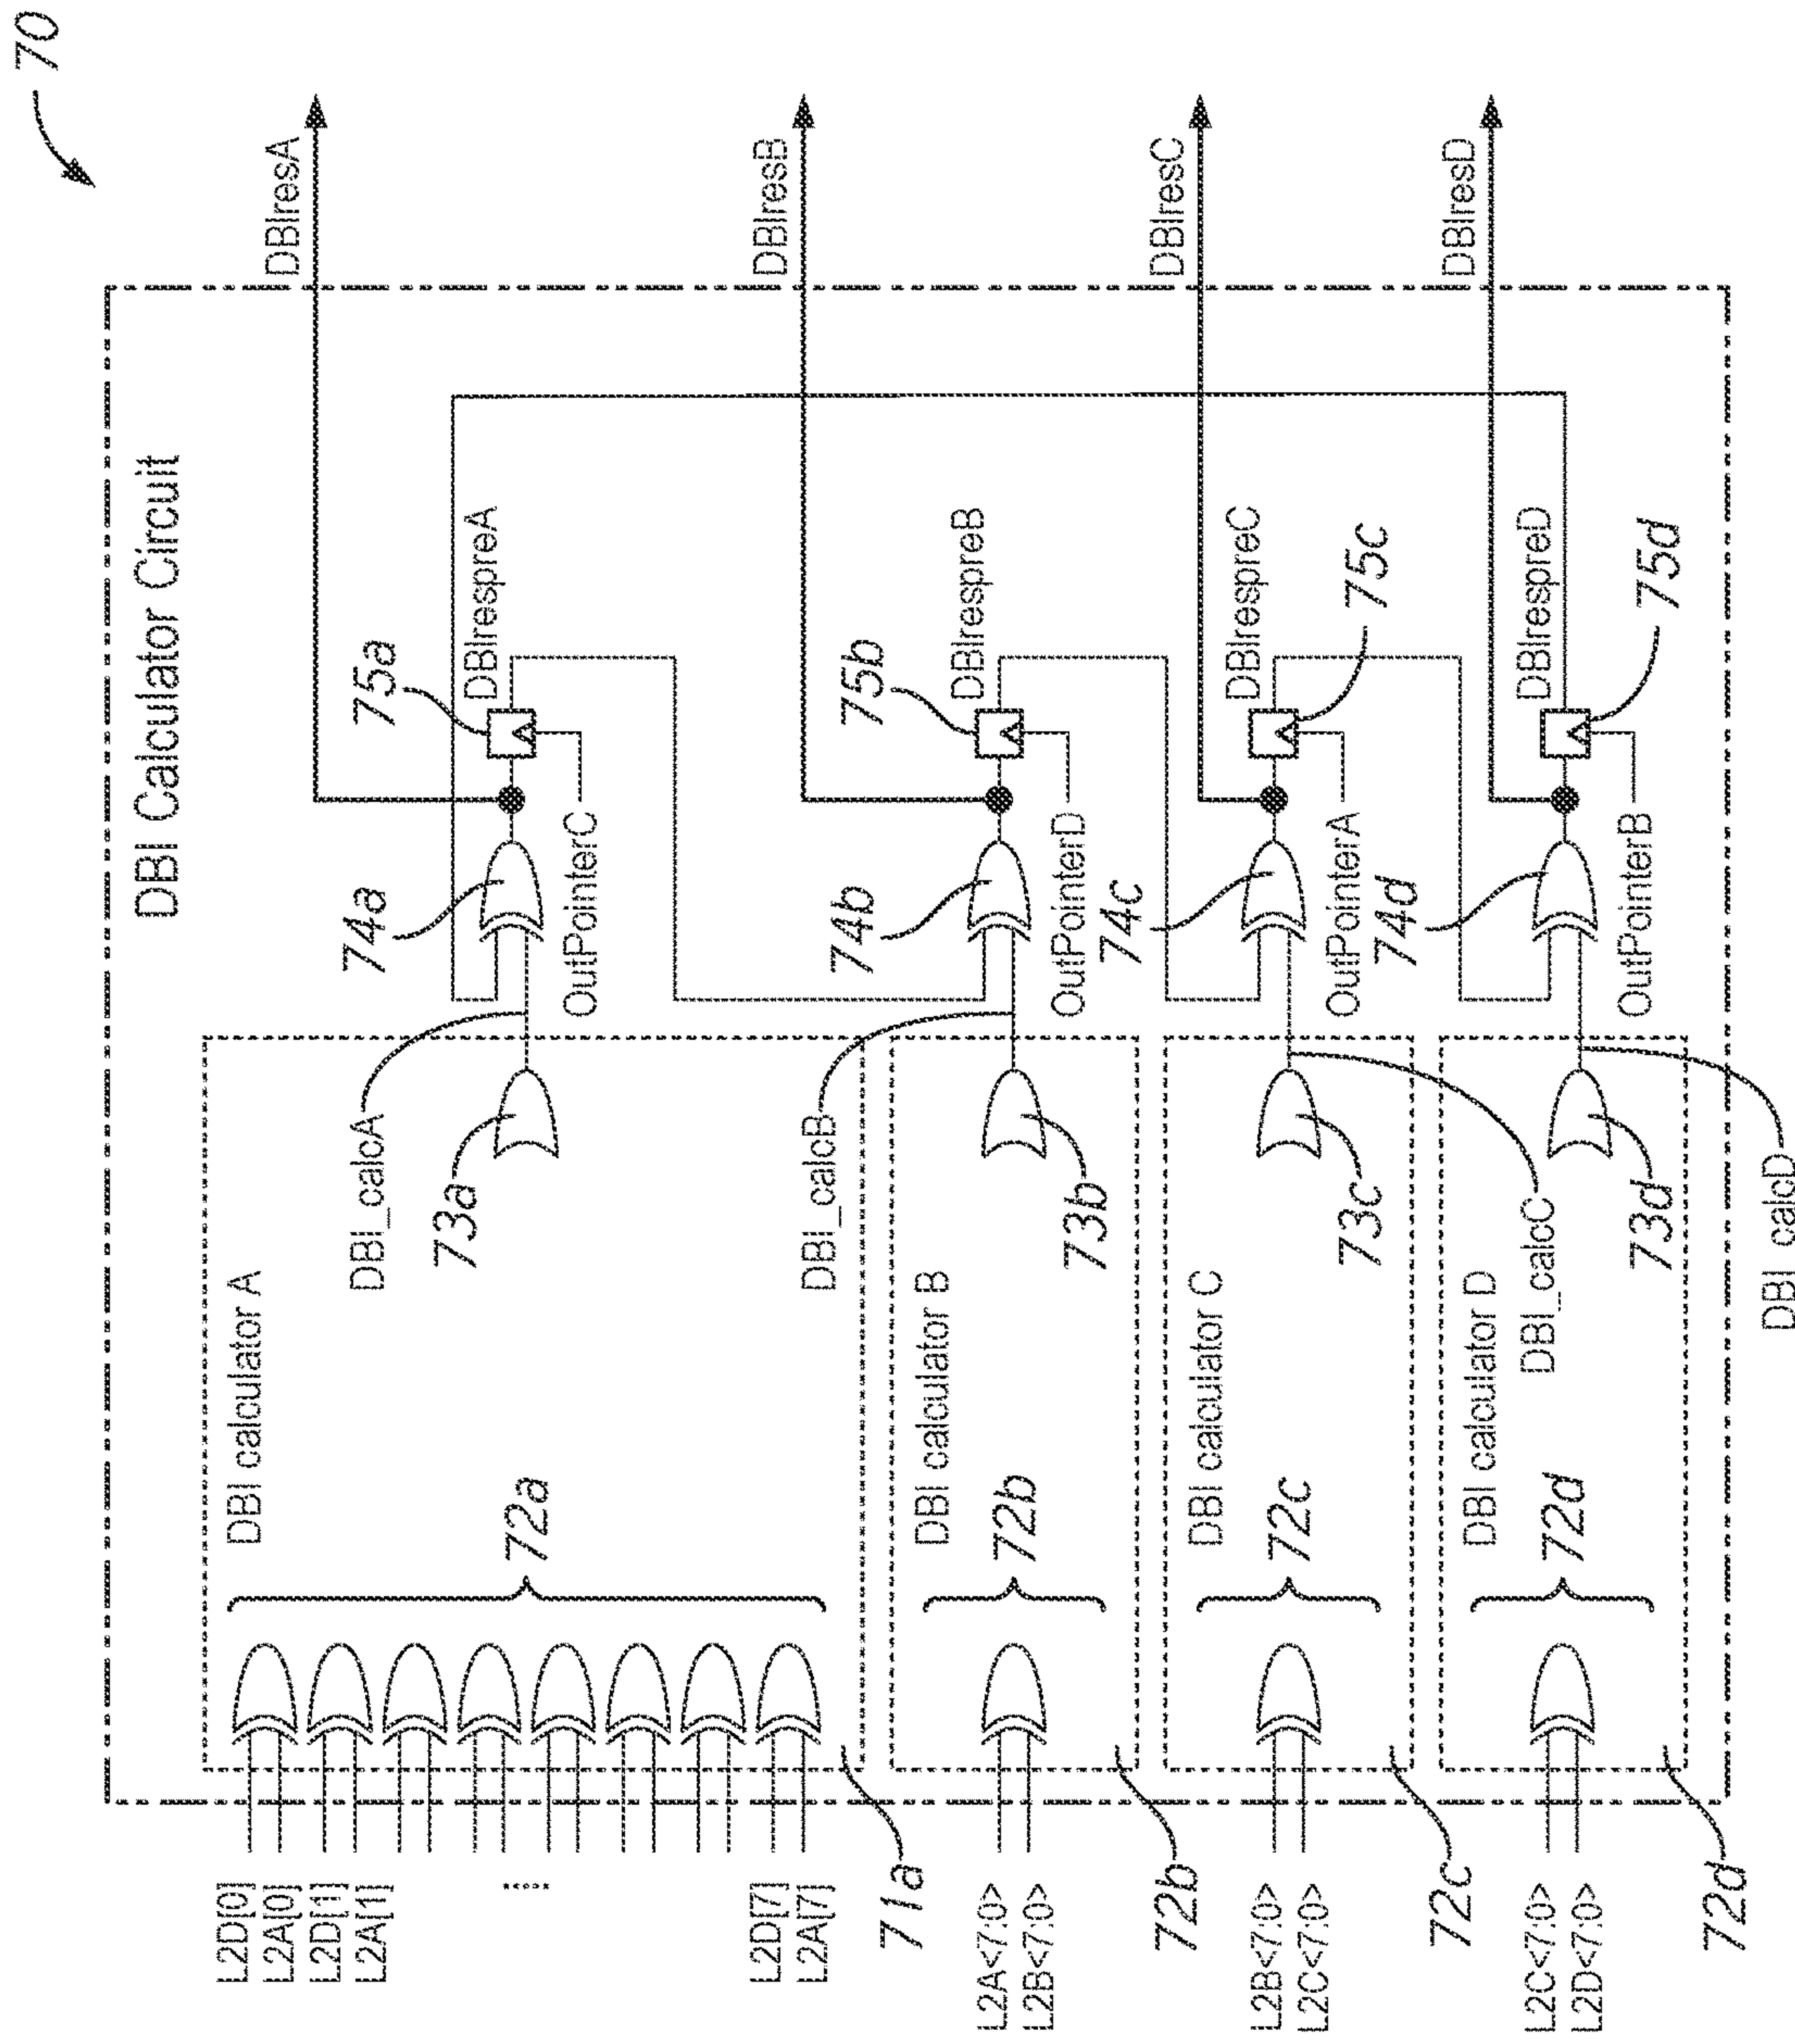 70
DBI Calculator Circuit
DBI calculator A
L2D[0]
L2A[0]
L2D[1]
L2A[1]
L2D[7]
L2A[7]
71a
72a
73a
DBI_calcA
74a
OutPointerC
75a
DBIrespreA
DBIresA
DBI calculator B
L2A<7:0>
L2B<7:0>
72b
72b
73b
DBI_calcB
74b
OutPointerD
75b
DBIrespreB
DBIresB
DBI calculator C
L2B<7:0>
L2C<7:0>
72c
72c
73c
DBI_calcC
74c
OutPointerA
75c
DBIrespreC
DBIresC
DBI calculator D
L2C<7:0>
L2D<7:0>
72d
72d
73d
DBI_calcD
74d
OutPointerB
75d
DBIrespreD
DBIresD